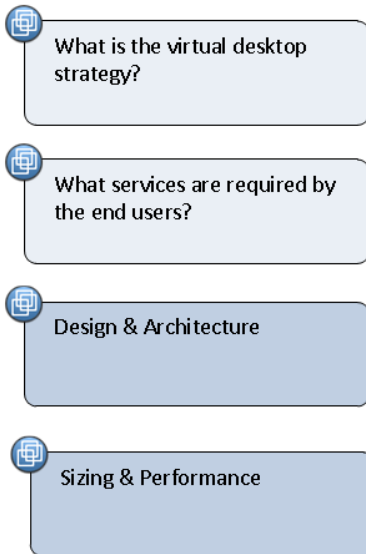 What is the virtual desktop
strategy?
What services are required by
the end users?
Design & Architecture
Sizing & Performance